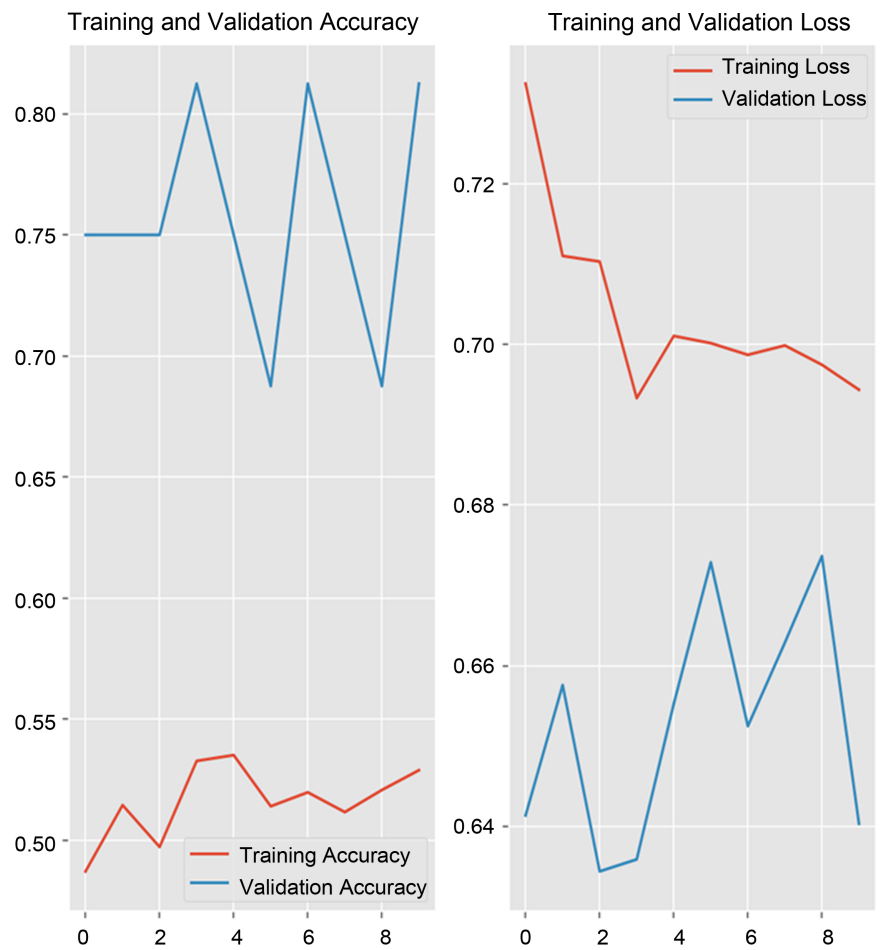 Training and Validation Accuracy
0.80
0.75
0.70
0.65
0.60
0.55
0.50
Training Accuracy
Validation Accuracy
0 2 4 6 8
Training and Validation Loss
Training Loss
Validation Loss
0.72
0.70
0.68
0.66
0.64
0 2 4 6 8